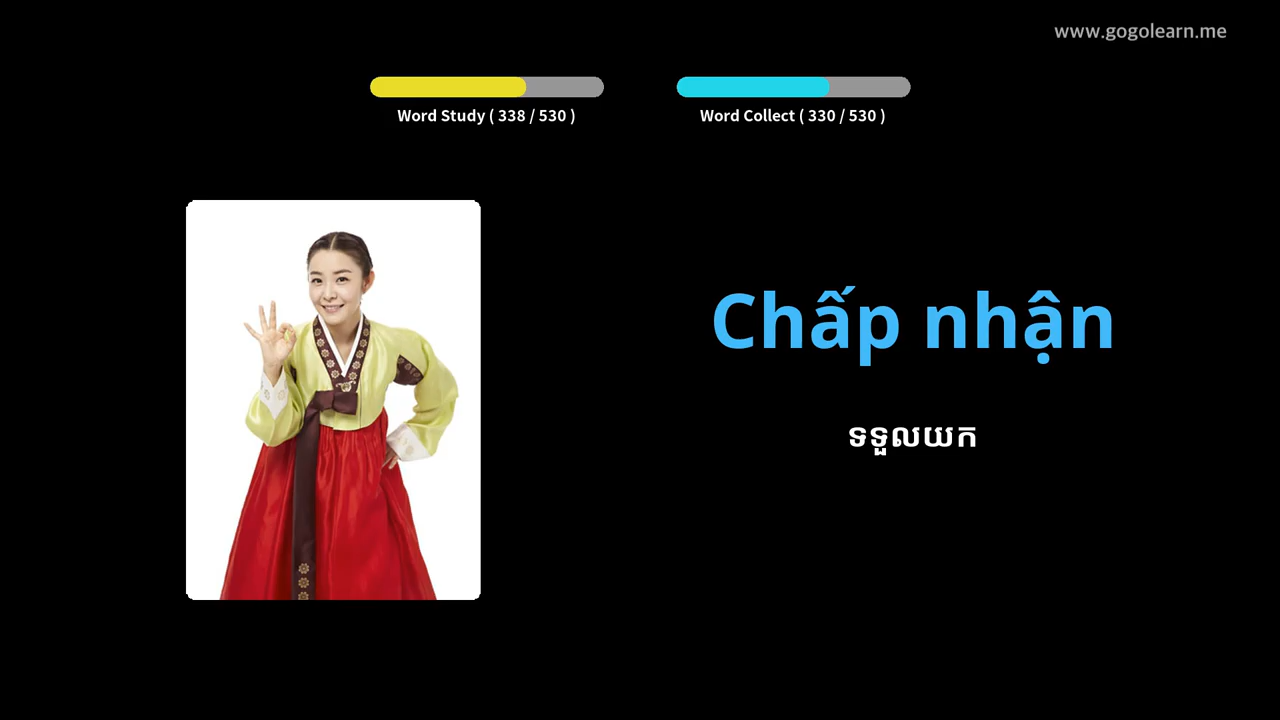 www.gogolearn.me
Word Study ( 338 / 530 )
Word Collect ( 330 / 530 )
Chấp nhận
ទទួលយក